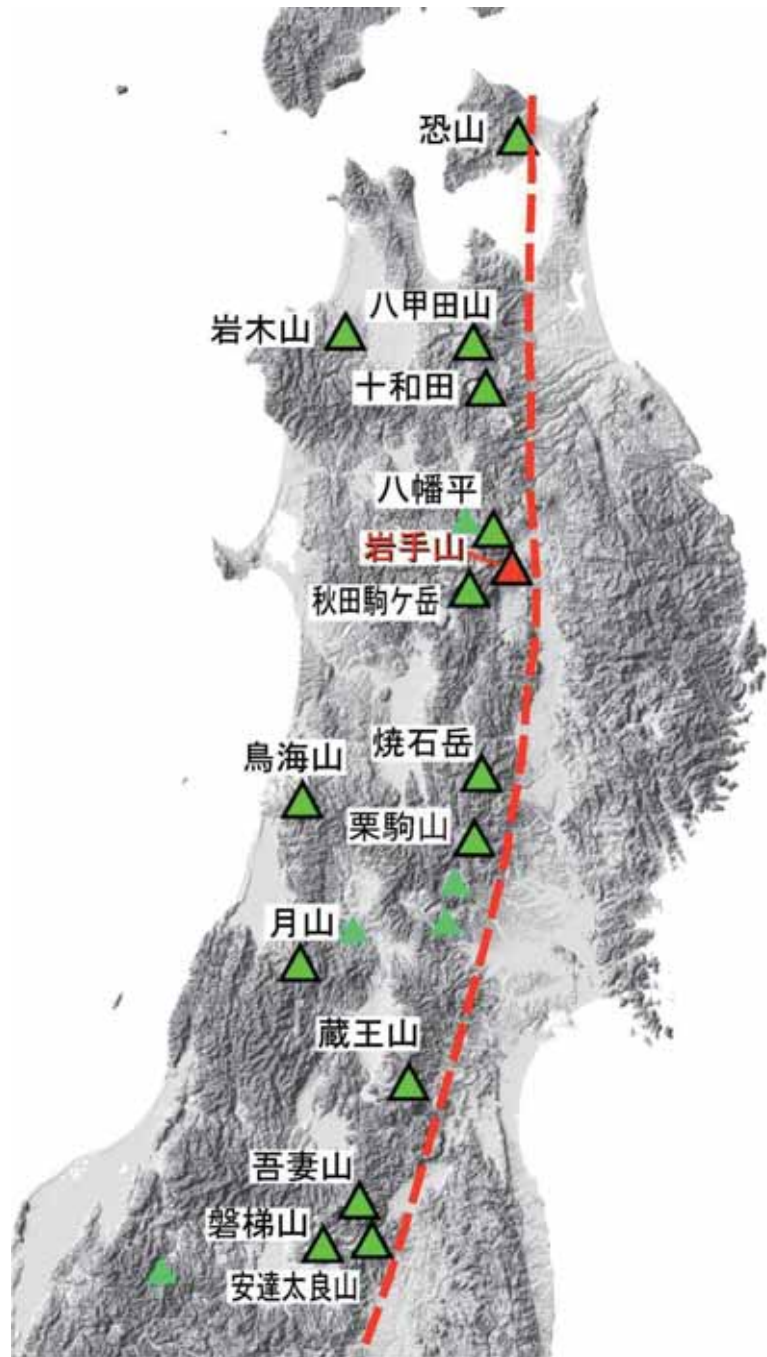 恐山
八甲田山
岩木山
十和田
八幡平
岩手山
秋田駒ケ岳
焼石岳
鳥海山
栗駒山
月山
蔵王山
吾妻山
磐梯山
安達太良山